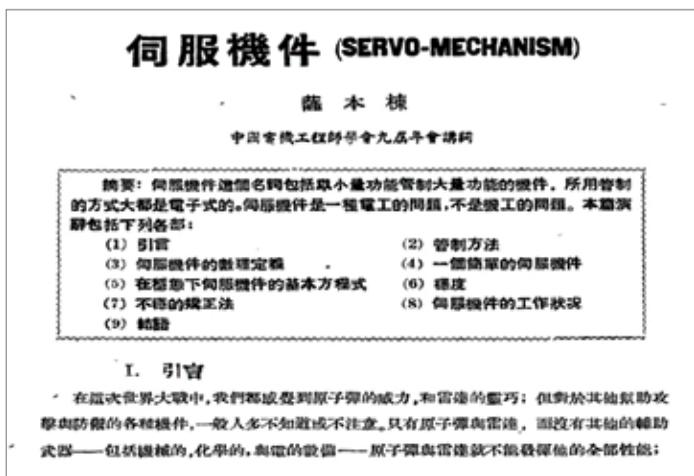 伺服機件 (SERVO-MECHANISM)
薩本棟
中國電機工程師學會九屆年會講詞
摘要：伺服機件這個名詞包括取小量功能管制大量功能的機件，所用管制
的方式大都是電子式的。伺服機件是一種電工的問題，不是機工的問題。本篇演
辭包括下列各部：
(1) 引言 (2) 管制方法
(3) 伺服機件的數理定義 (4) 一個簡單的伺服機件
(5) 在穩態下伺服機件的基本方程式 (6) 穩度
(7) 不穩的矯正法 (8) 伺服機件的工作狀況
(9) 結語
I. 引言
在這次世界大戰中，我們都感覺到原子彈的威力，和雷達的靈巧；但對於其他幫助攻
擊與防禦的各種機件，一般人多不知道或不注意。只有原子彈與雷達，而沒有其他的輔助
武器——包括機械的，化學的，與電的設備——原子彈與雷達就不能發揮他的全部性能；